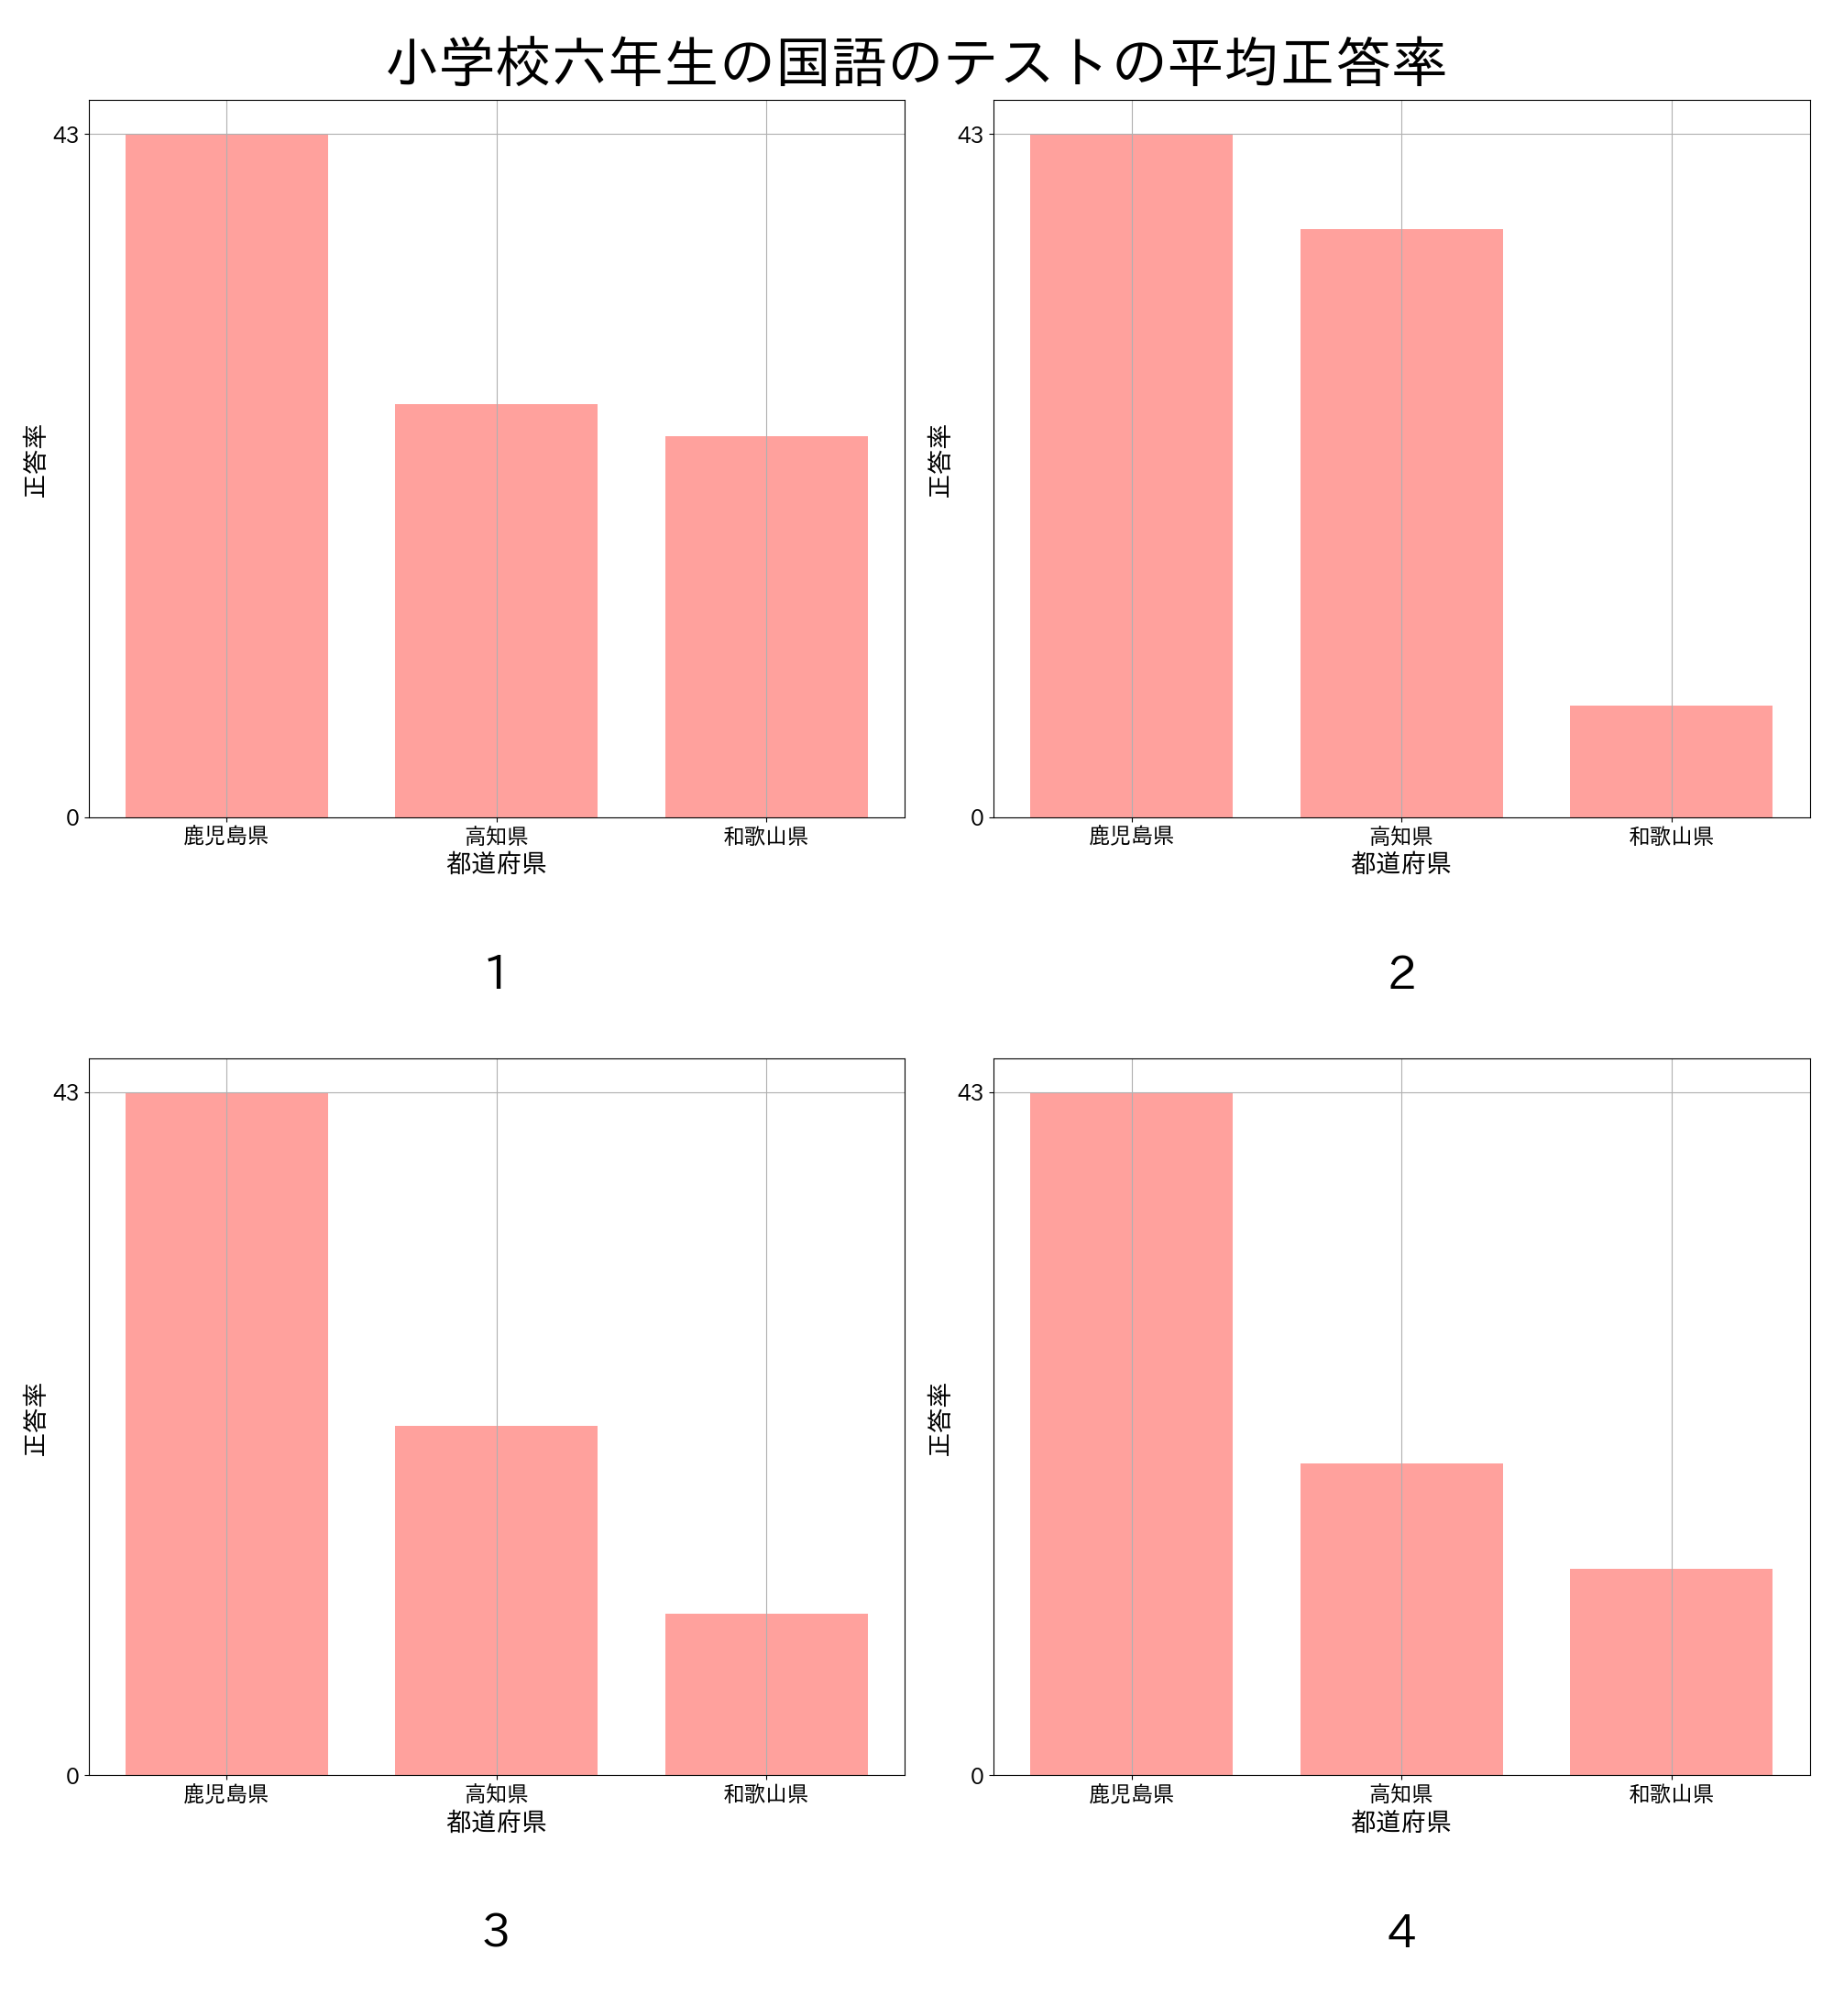 小学校六年生の国語のテストの平均正答率
43
0
正答率
鹿児島県 高知県 和歌山県
都道府県
1
43
0
正答率
鹿児島県 高知県 和歌山県
都道府県
2
43
0
正答率
鹿児島県 高知県 和歌山県
都道府県
3
43
0
正答率
鹿児島県 高知県 和歌山県
都道府県
4